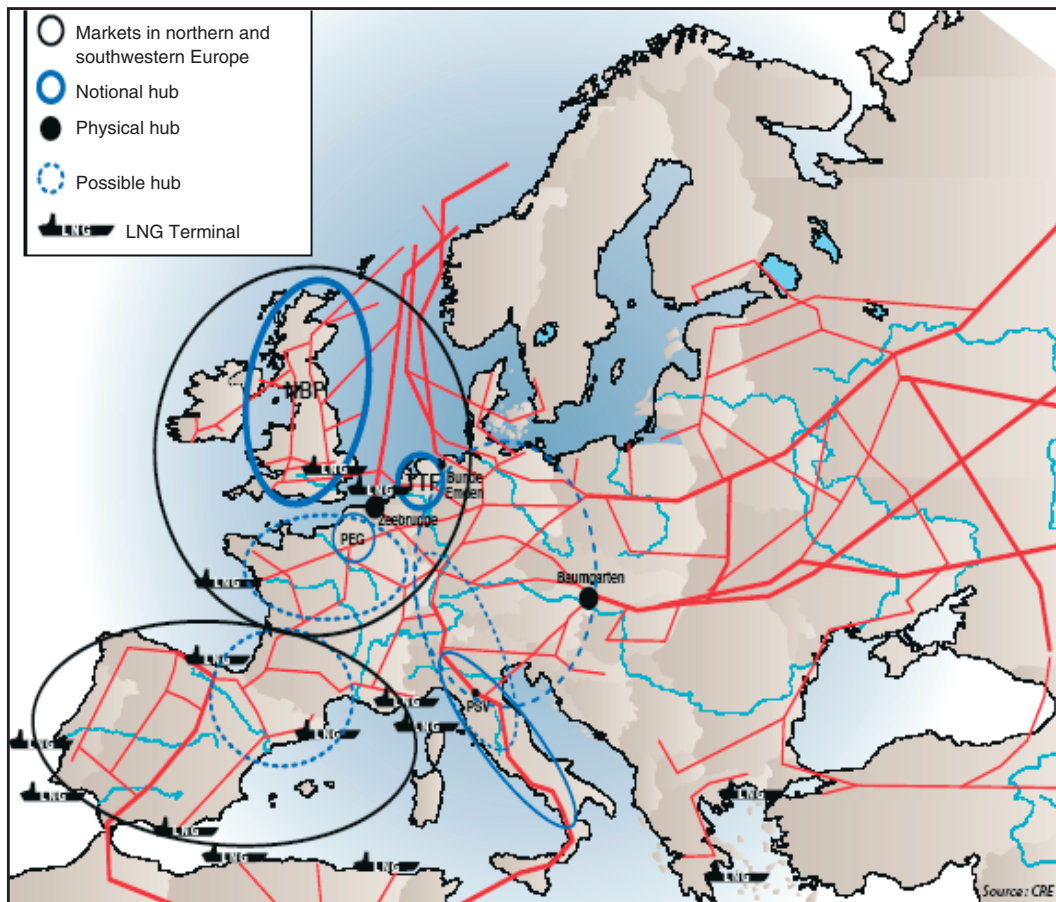 Markets in northern and
southwestern Europe
Notional hub
Physical hub
Possible hub
LNG
LNG Terminal
NBP
LNG
LNG
TTF
Bunde
Emden
Zeebrugge
PEG
LNG
Baumgarten
LNG
PSV
LNG
LNG
LNG
LNG
LNG
LNG
LNG
LNG
LNG
LNG
Source: CRE